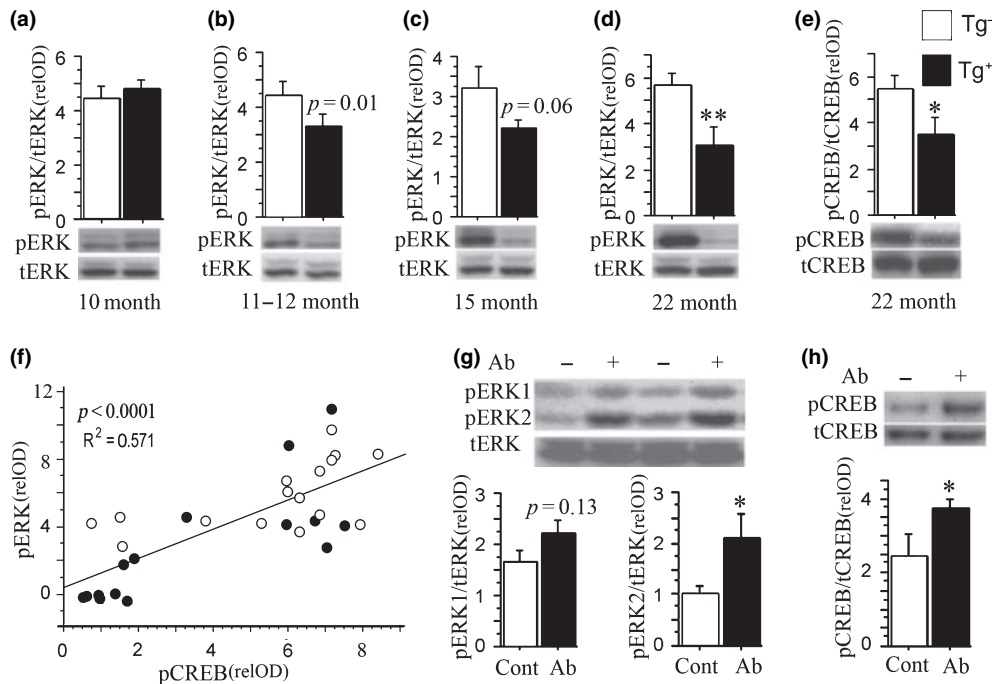 (a)
(b)
(c)
(d)
(e)
Tg⁻
Tg⁺
pERK/tERK(relOD)
6
4
2
0
pERK
tERK
10 month
pERK/tERK(relOD)
6
4
2
0
p = 0.01
pERK
tERK
11–12 month
pERK/tERK(relOD)
4
3
2
1
0
p = 0.06
pERK
tERK
15 month
pERK/tERK(relOD)
6
4
2
0
**
pERK
tERK
22 month
pCREB/tCREB(relOD)
6
4
2
0
*
pCREB
tCREB
22 month
(f)
12
8
4
0
p < 0.0001
R² = 0.571
pERK(relOD)
0 2 4 6 8
pCREB(relOD)
(g)
Ab – + – +
pERK1
pERK2
tERK
pERK1/tERK(relOD)
3
2
1
0
p = 0.13
Cont Ab
pERK2/tERK(relOD)
3
2
1
0
*
Cont Ab
(h)
Ab – +
pCREB
tCREB
pCREB/tCREB(relOD)
4
2
0
*
Cont Ab